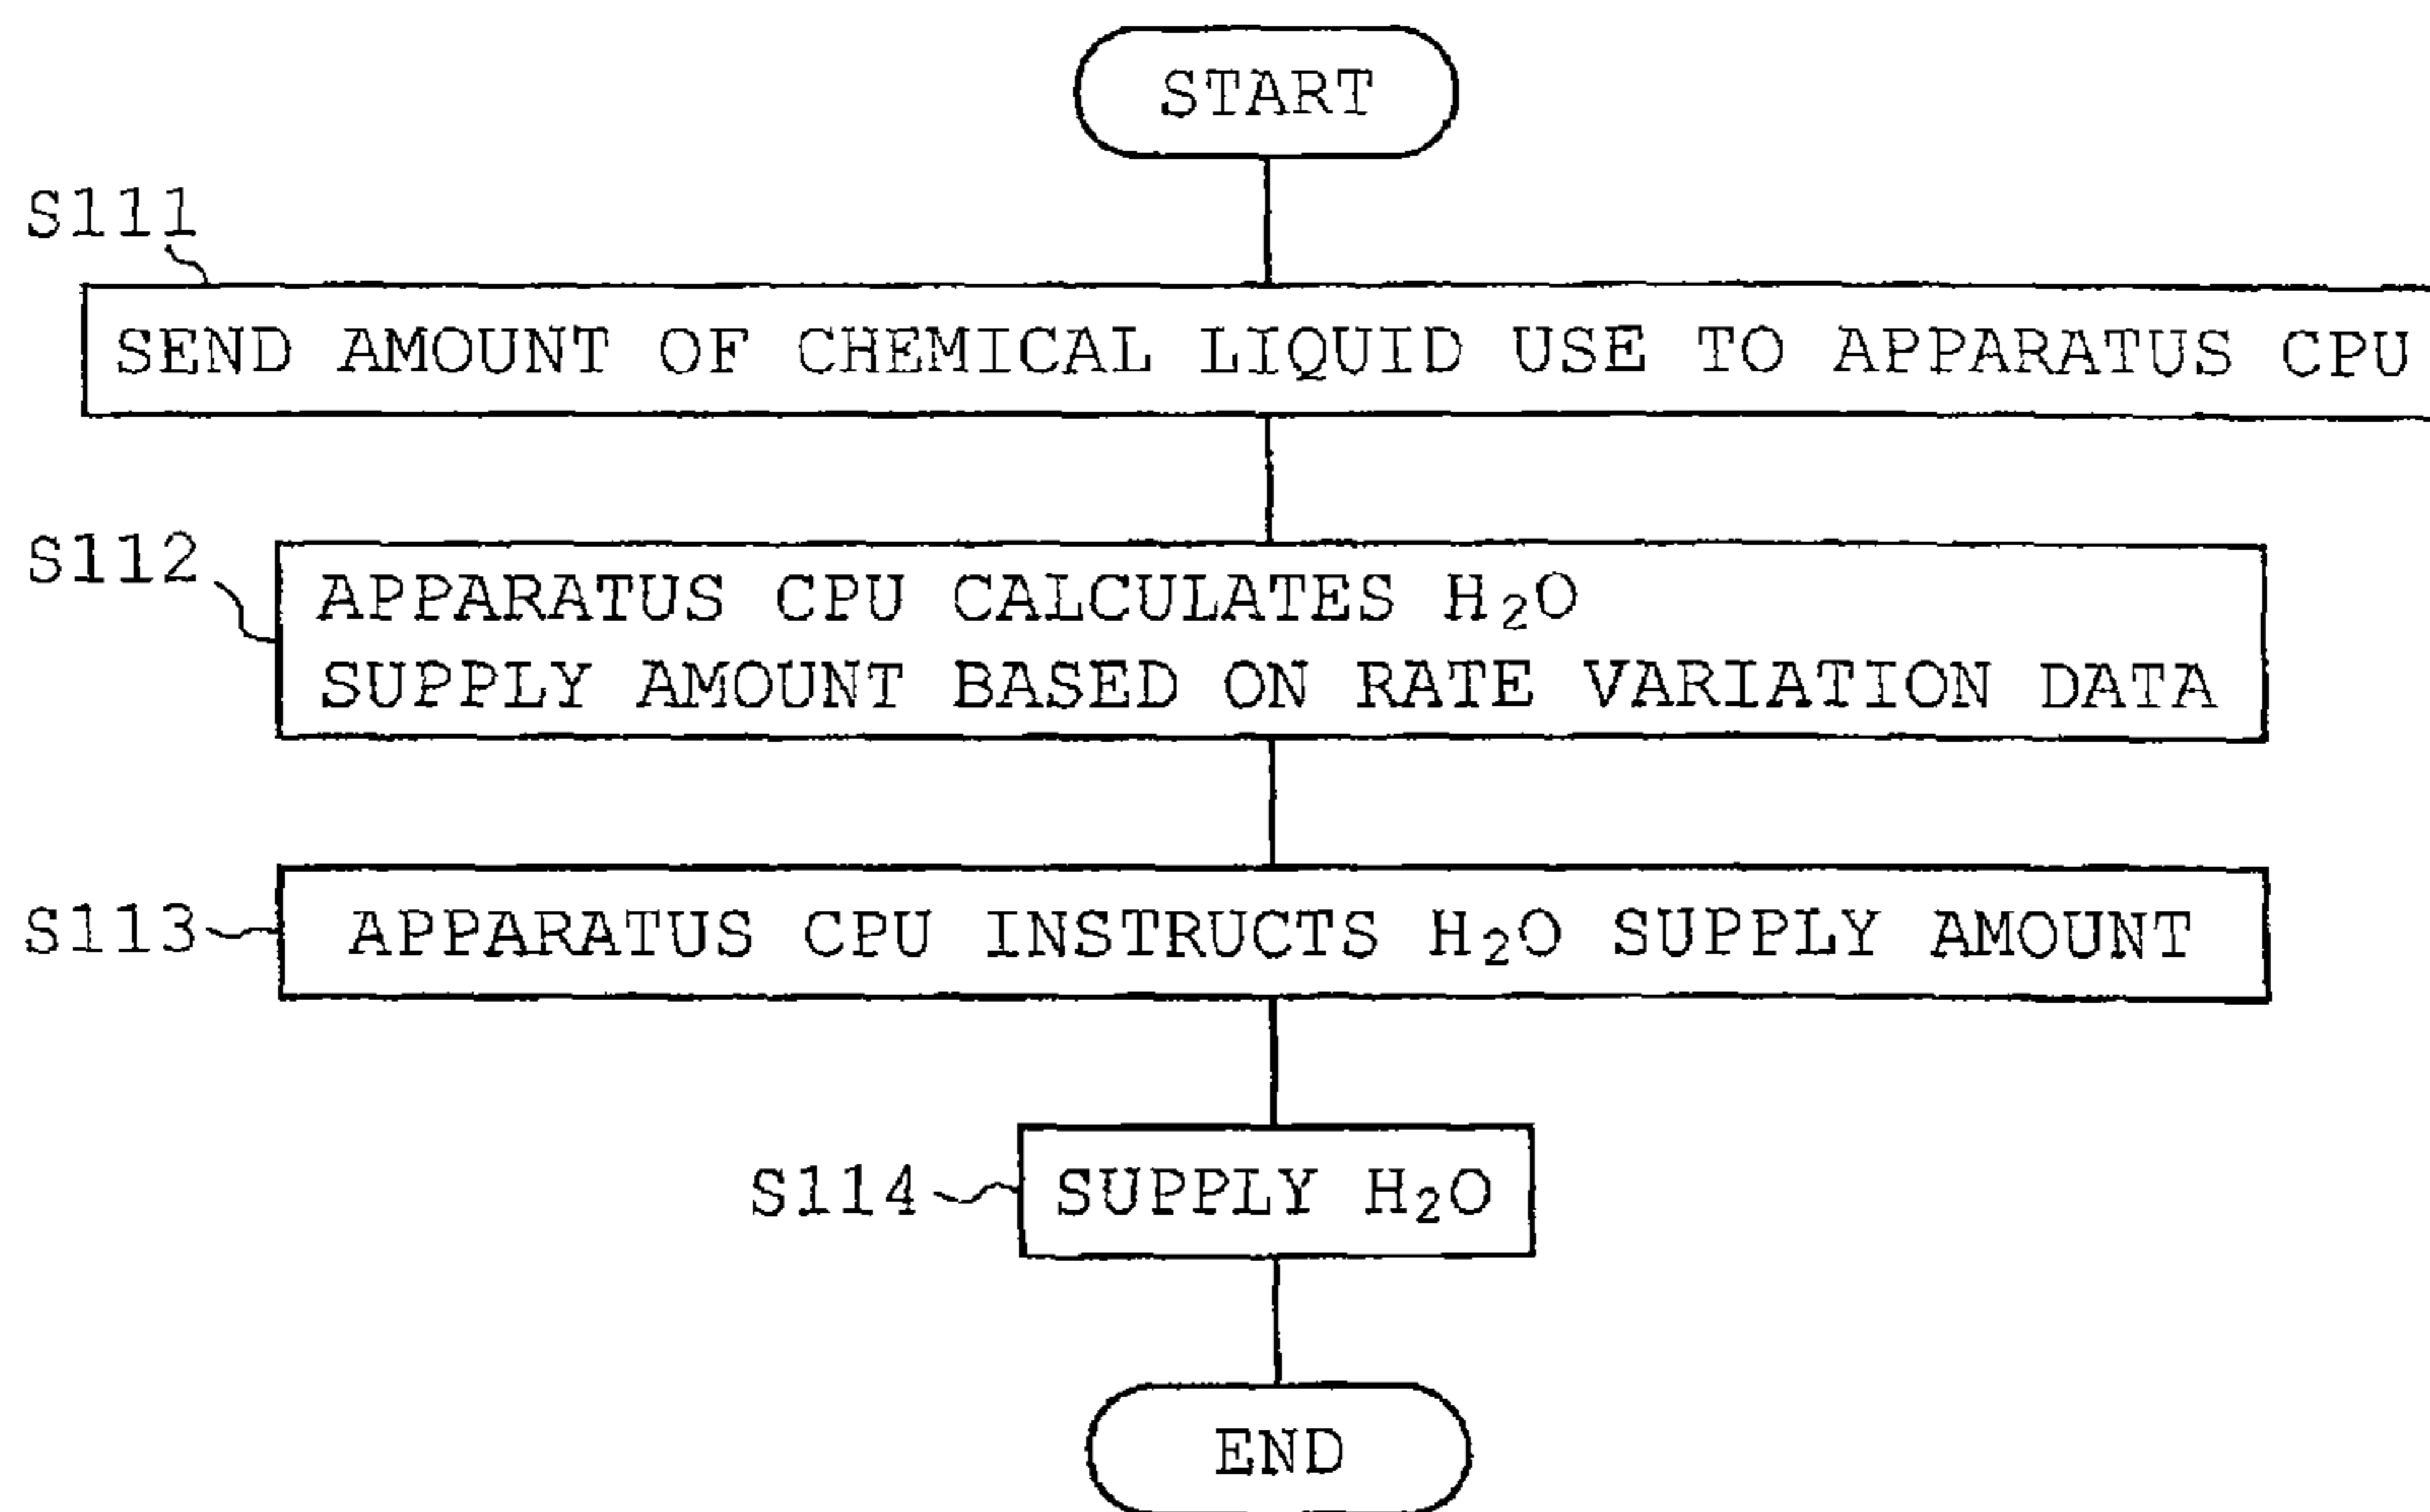 START
S111
SEND AMOUNT OF CHEMICAL LIQUID USE TO APPARATUS CPU
S112
APPARATUS CPU CALCULATES H₂O
SUPPLY AMOUNT BASED ON RATE VARIATION DATA
S113
APPARATUS CPU INSTRUCTS H₂O SUPPLY AMOUNT
S114
SUPPLY H₂O
END